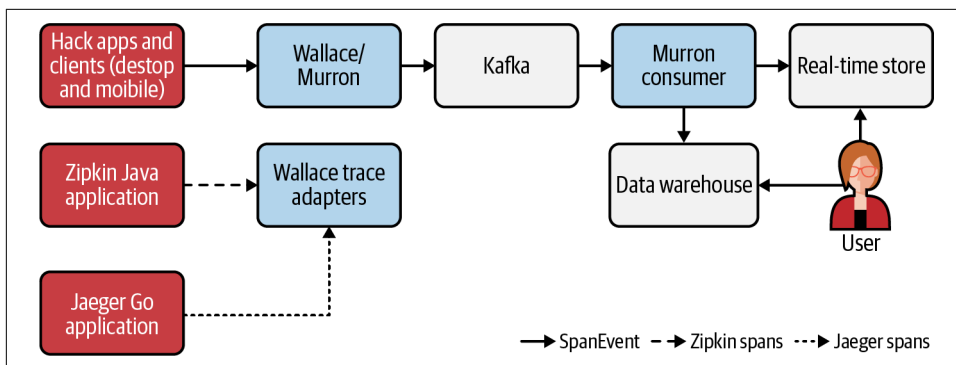 Hack apps and
clients (destop
and moibile)
Wallace/
Murron
Kafka
Murron
consumer
Real-time store
Zipkin Java
application
Wallace trace
adapters
Data warehouse
User
Jaeger Go
application
SpanEvent
Zipkin spans
Jaeger spans